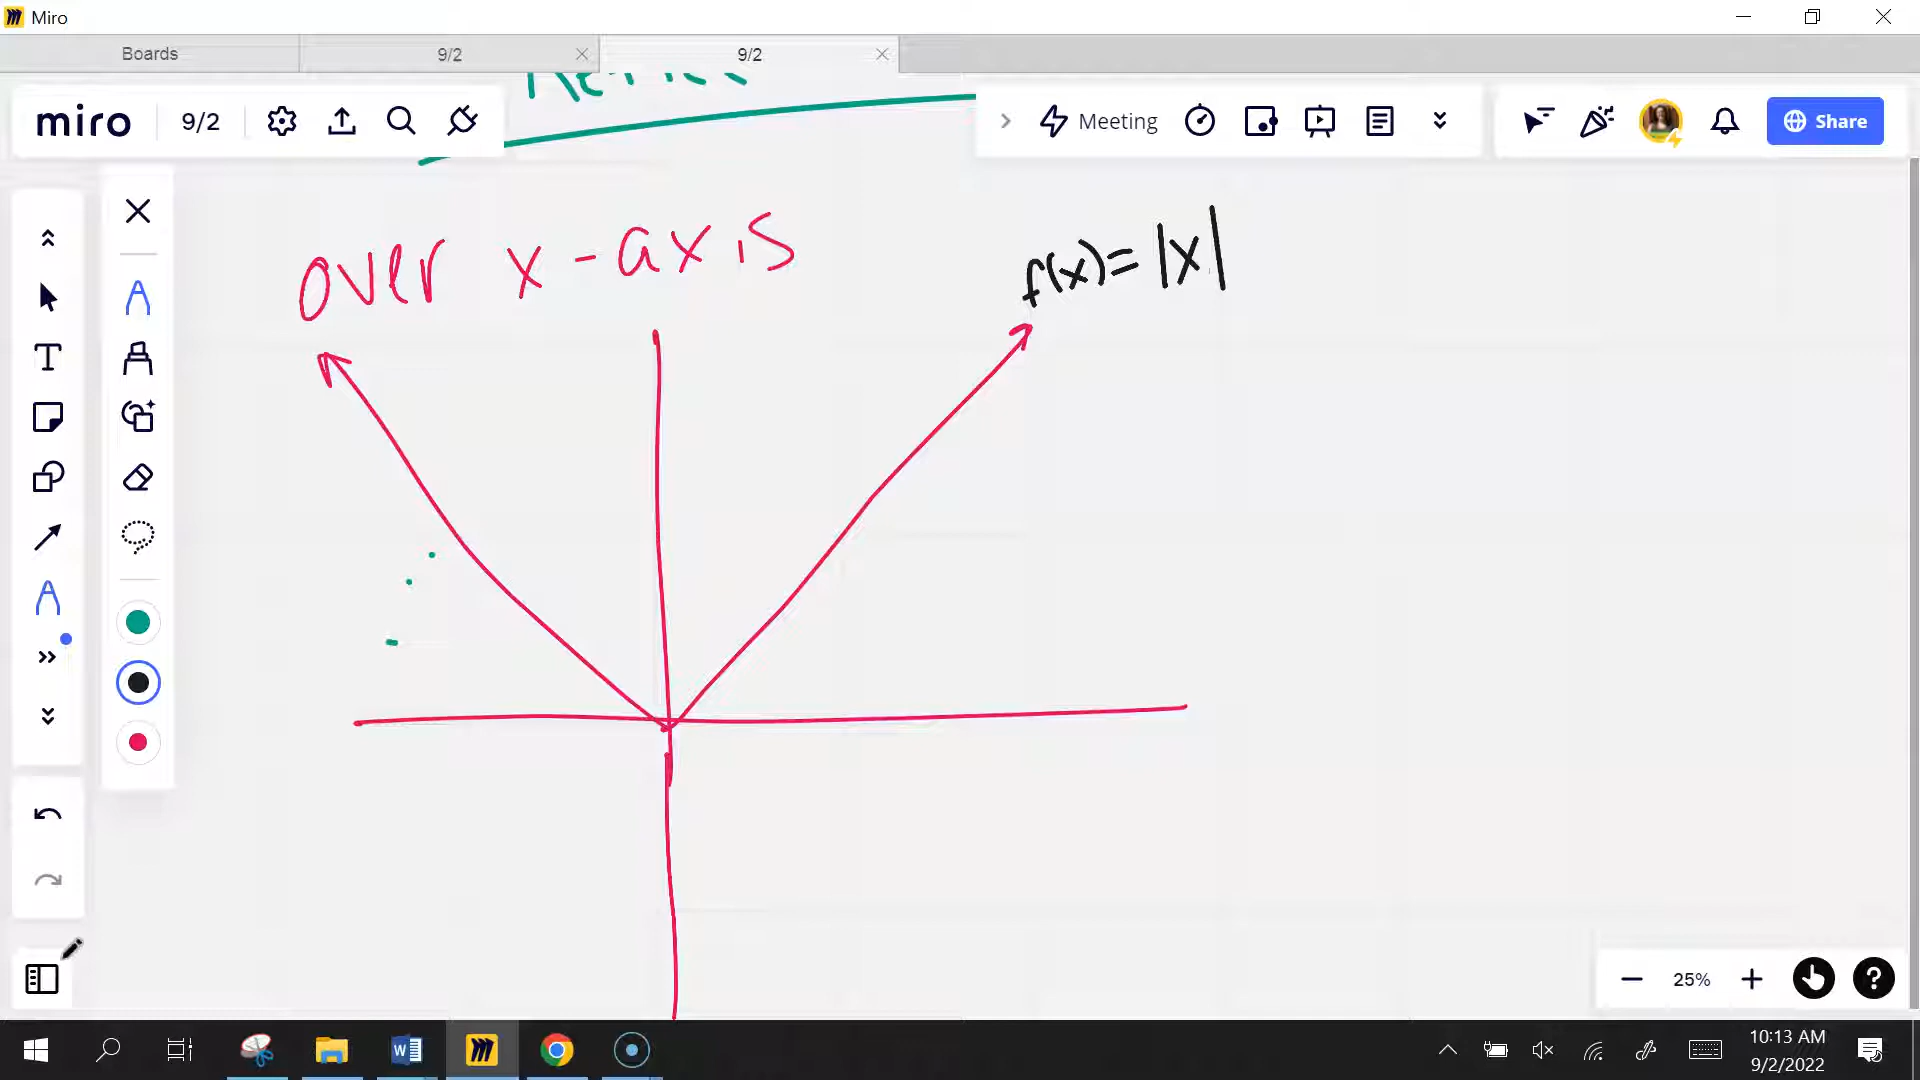 Miro
Boards
9/2
9/2
miro
9/2
Meeting
Share
over x-axis
f(x)=|x|
T
25%
?
10:13 AM
9/2/2022